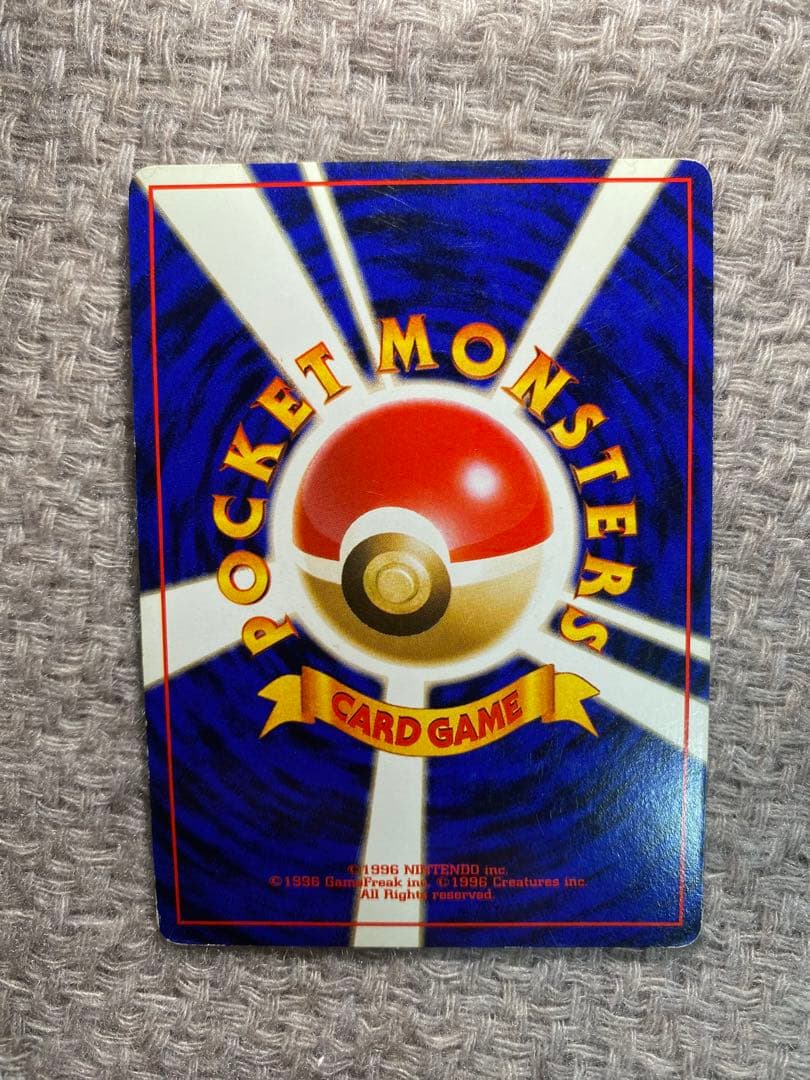 POCKET MONSTERS
CARD GAME
©1996 NINTENDO inc.
©1996 GameFreak inc. ©1996 Creatures inc.
All Rights reserved.